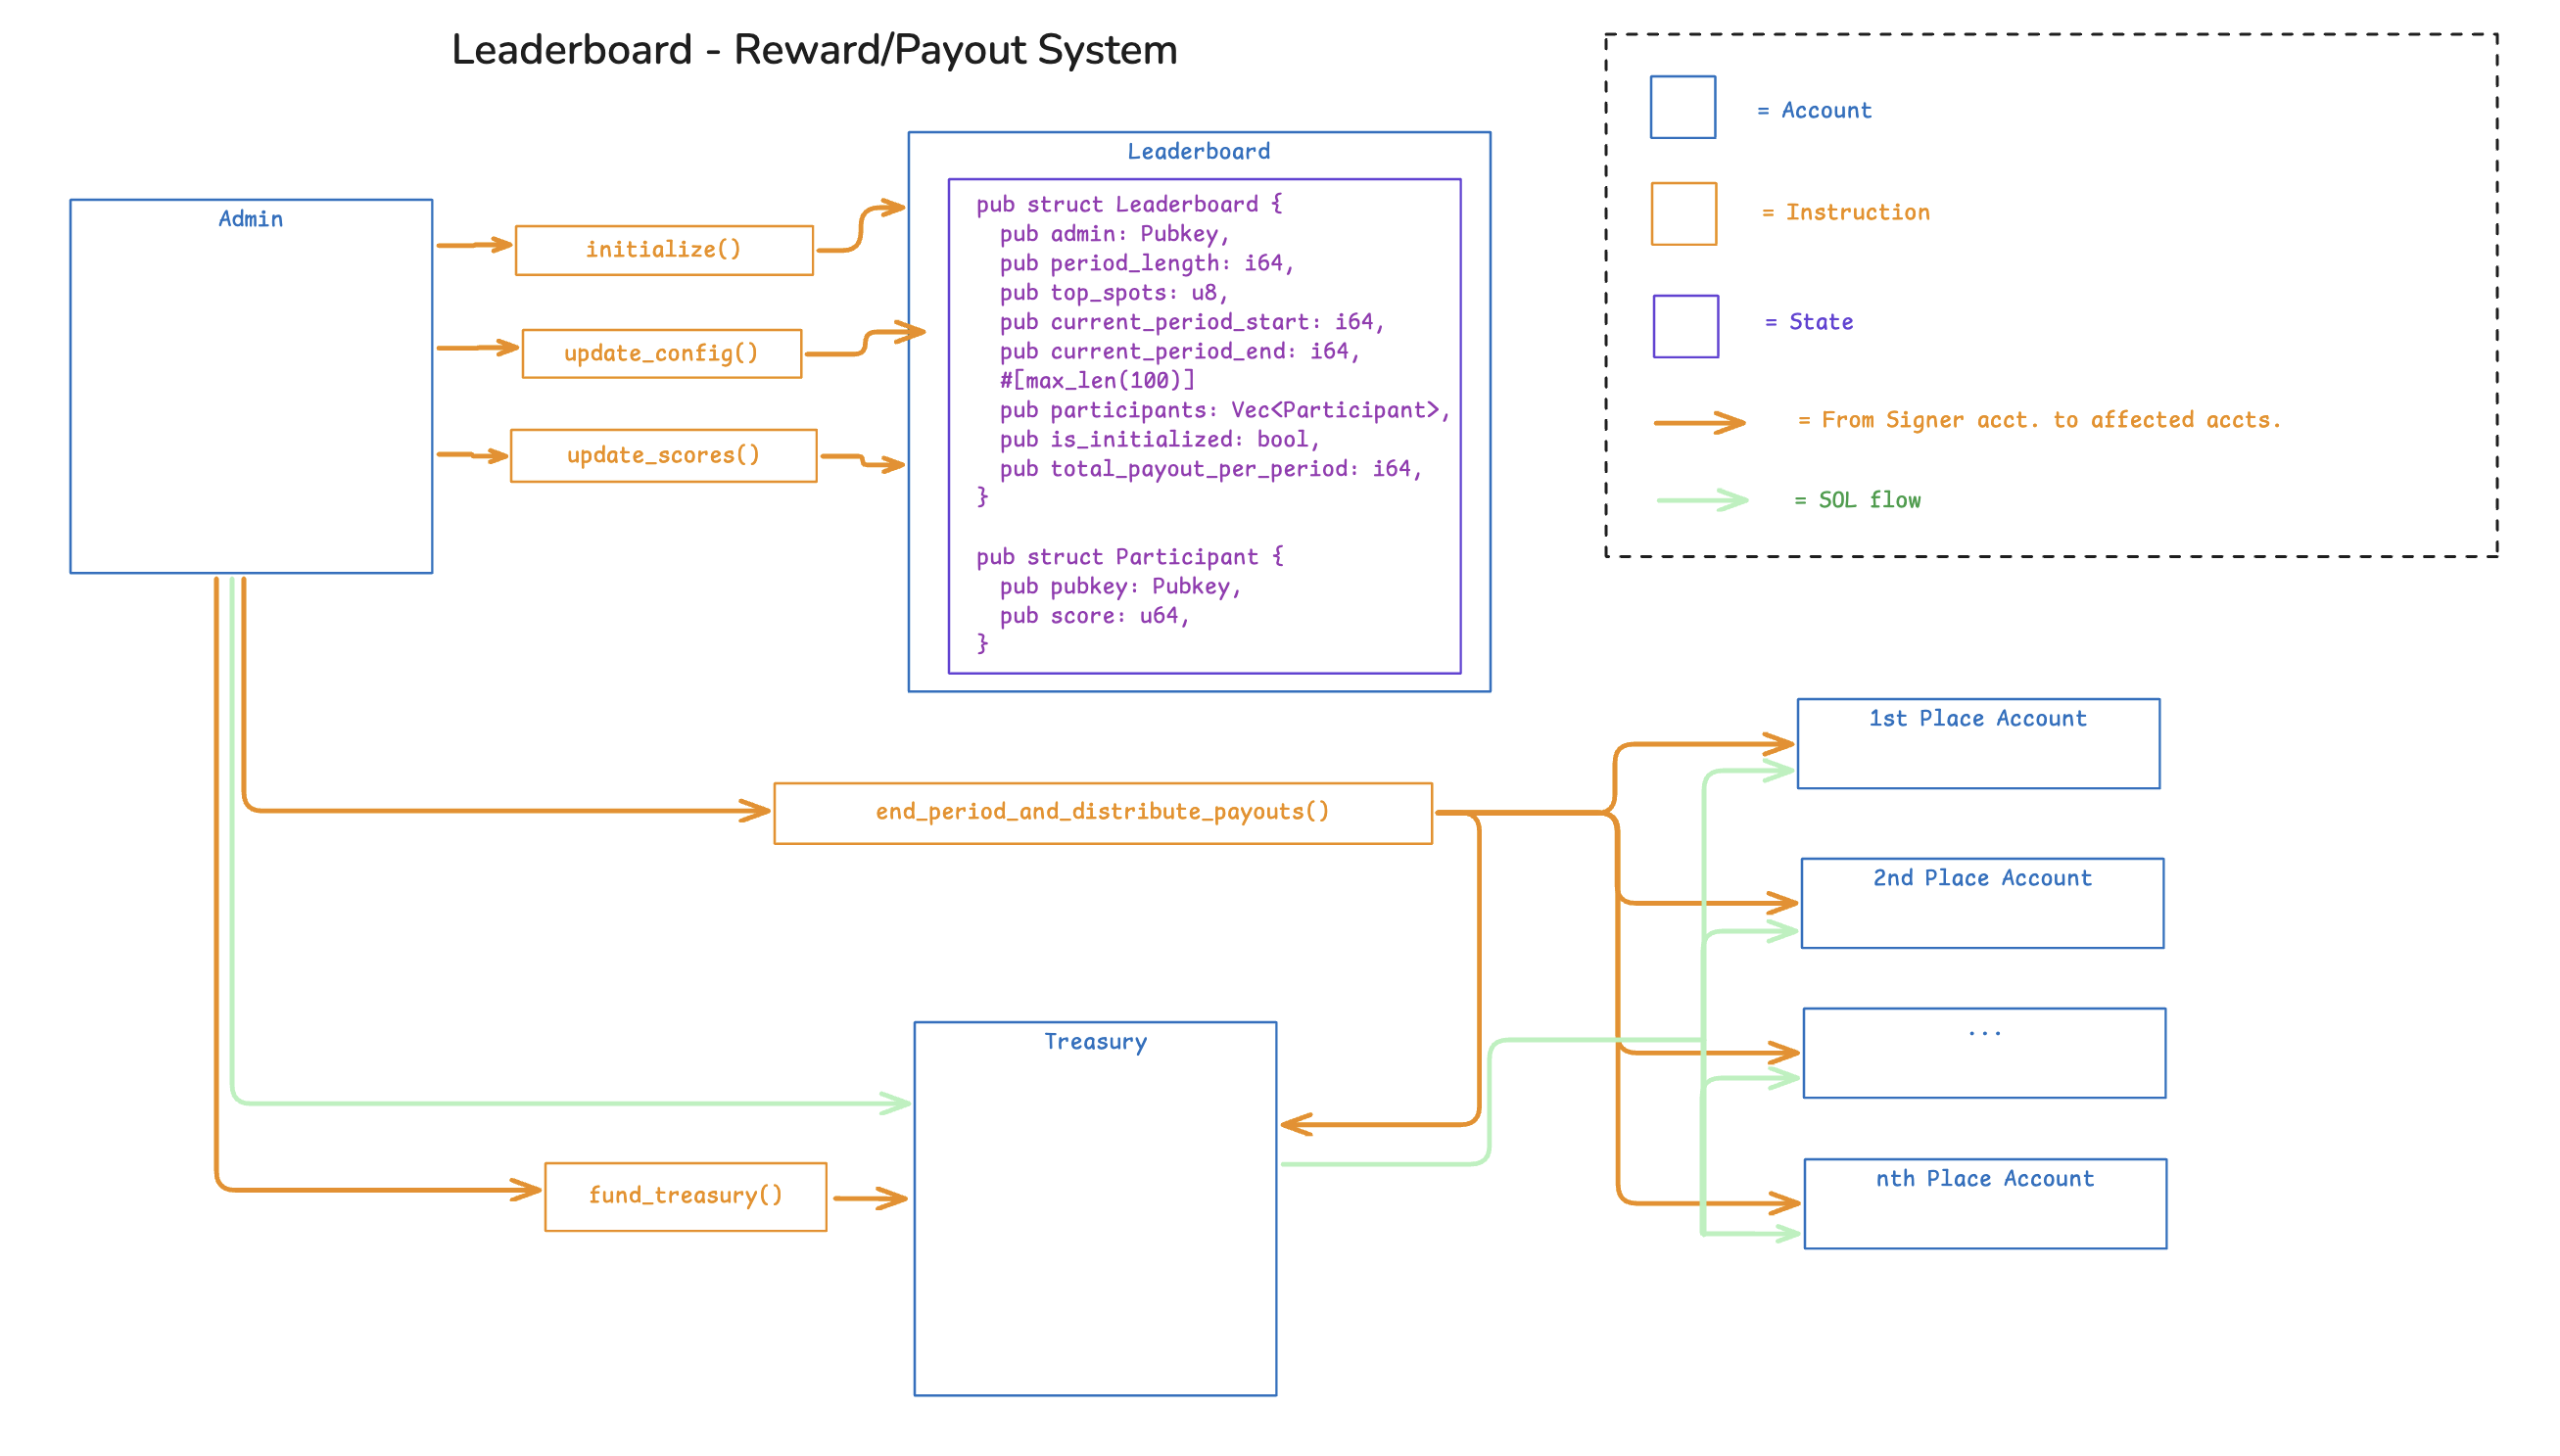 Leaderboard - Reward/Payout System
= Account
= Instruction
= State
= From Signer acct. to affected accts.
= SOL flow
Admin
initialize()
update_config()
update_scores()
Leaderboard
pub struct Leaderboard {
pub admin: Pubkey,
pub period_length: i64,
pub top_spots: u8,
pub current_period_start: i64,
pub current_period_end: i64,
#[max_len(100)]
pub participants: Vec<Participant>,
pub is_initialized: bool,
pub total_payout_per_period: i64,
}
pub struct Participant {
pub pubkey: Pubkey,
pub score: u64,
}
end_period_and_distribute_payouts()
1st Place Account
2nd Place Account
...
nth Place Account
Treasury
fund_treasury()